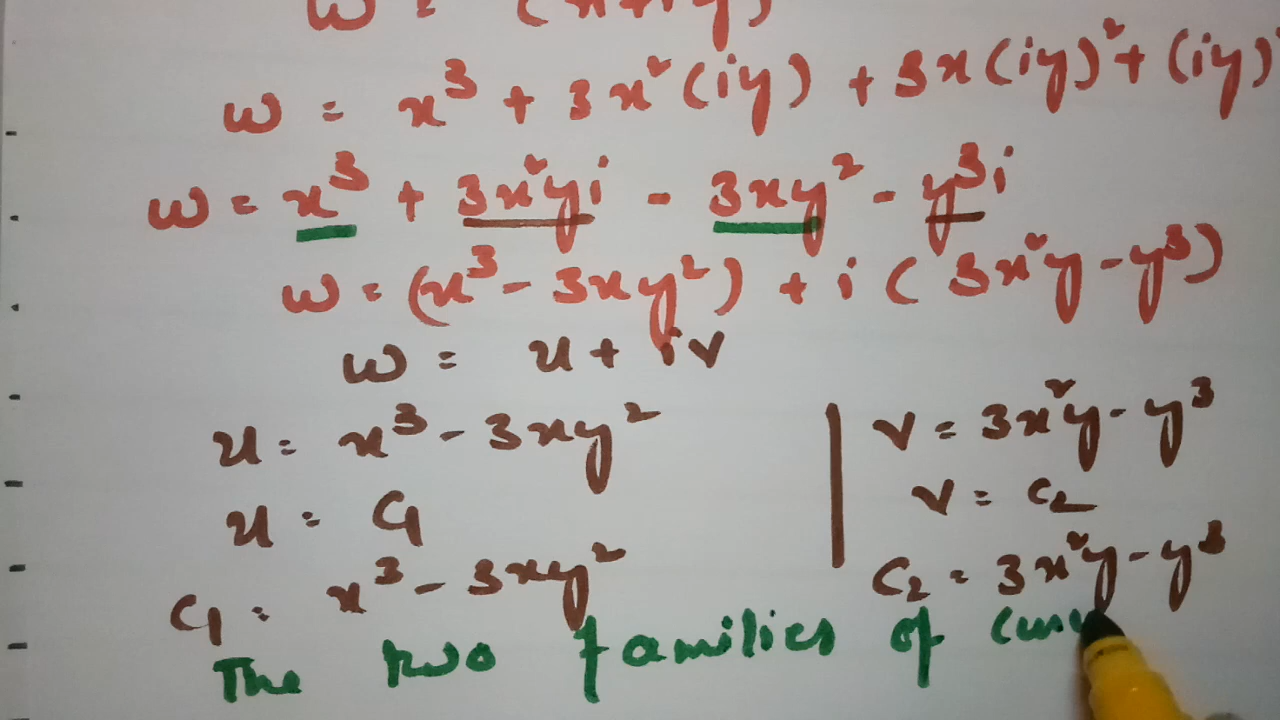 w = (x+iy)
w = x³ + 3x²(iy) + 3x(iy)² + (iy)
w = x³ + 3x²yi - 3xy² - y³i
w = (x³ - 3xy²) + i(3x²y - y³)
w = u + iv
u = x³ - 3xy²
v = 3x²y - y³
u = C₁
v = C₂
C₁ = x³ - 3xy²
C₂ = 3x²y - y³
The two families of